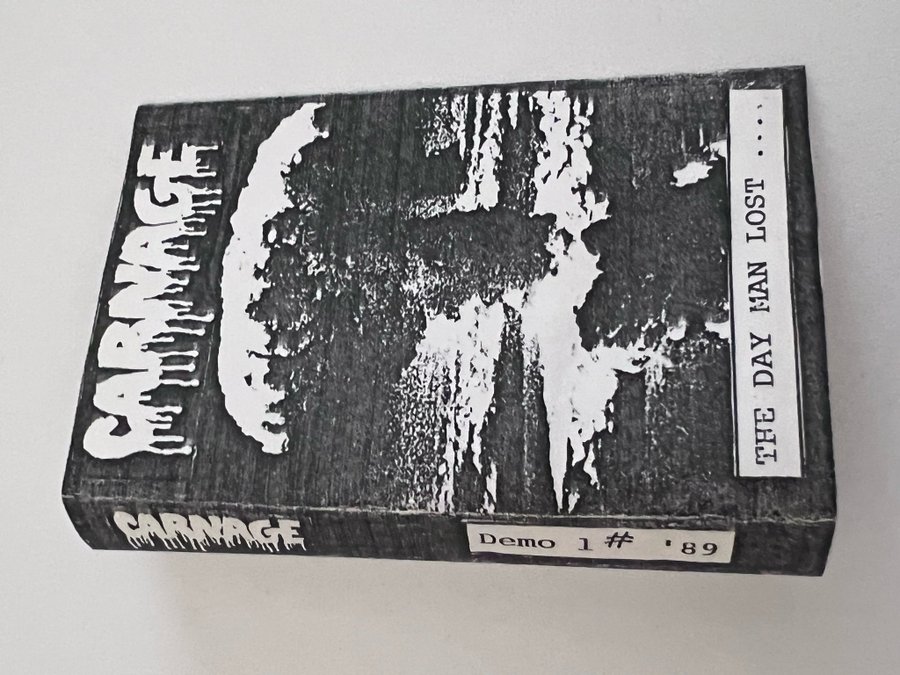 CARNAGE
THE DAY MAN LOST .....
CARNAGE
Demo 1# '89